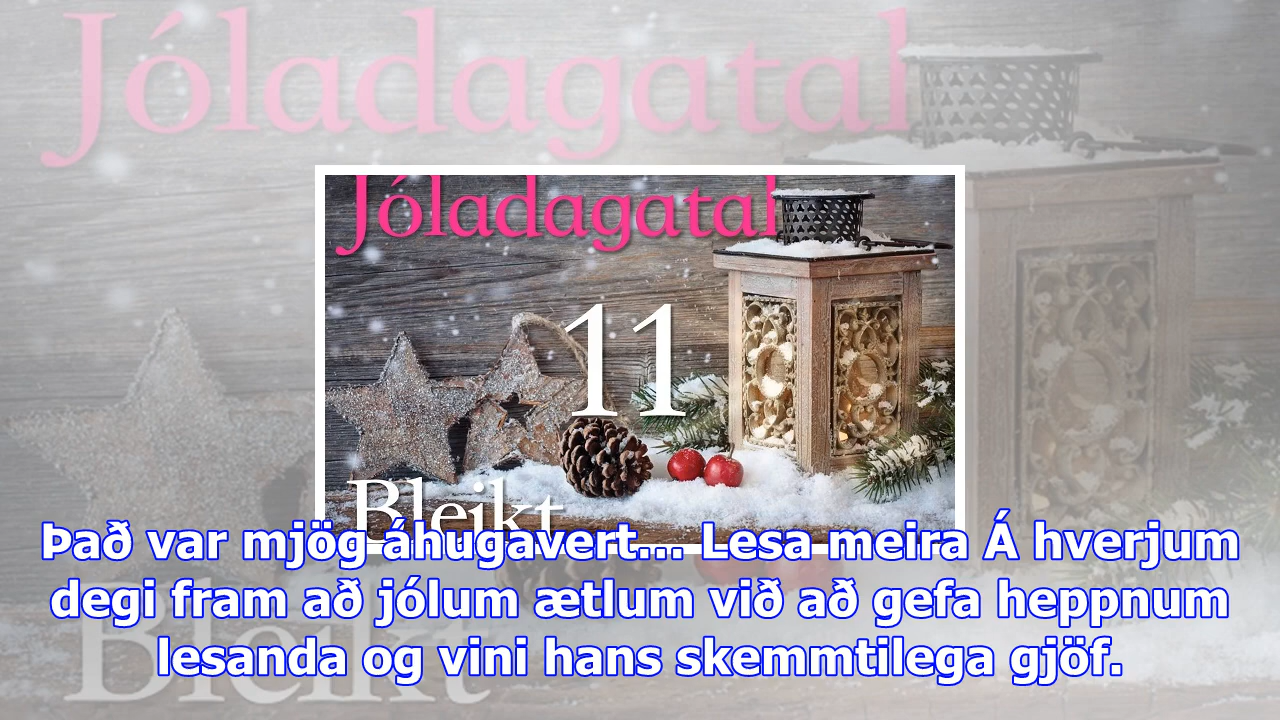 Jóladagatal
Jóladagatal
11
Bleikt
Það var mjög áhugavert... Lesa meira Á hverjum
degi fram að jólum ætlum við að gefa heppnum
lesanda og vini hans skemmtilega gjöf.
Bleikt